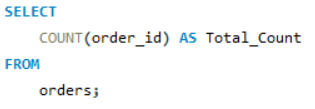 SELECT
    COUNT(order_id) AS Total_Count
FROM
    orders;